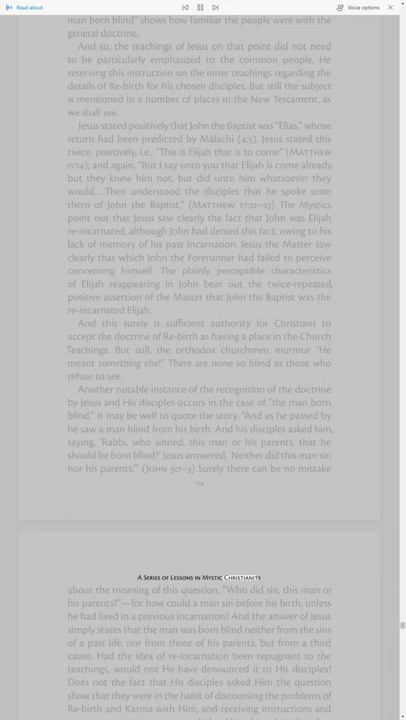 Read aloud
Voice options
man born blind" shows how familiar the people were with the
general doctrine.
And so, the teachings of Jesus on that point did not need
to be particularly emphasized to the common people, He
reserving this instruction on the inner teachings regarding the
details of Re-birth for his chosen disciples. But still the subject
is mentioned in a number of places in the New Testament, as
we shall see.
Jesus stated positively that John the Baptist was "Elias," whose
return had been predicted by Malachi (4:5). Jesus stated this
twice, positively, i.e., "This is Elijah that is to come" (Matthew
11:14); and again, "But I say unto you that Elijah is come already,
but they knew him not, but did unto him whatsoever they
would…Then understood the disciples that he spoke unto
them of John the Baptist." (Matthew 17:12–13) The Mystics
point out that Jesus saw clearly the fact that John was Elijah
re-incarnated, although John had denied this fact, owing to his
lack of memory of his past incarnation. Jesus the Master saw
clearly that which John the Forerunner had failed to perceive
concerning himself. The plainly perceptible characteristics
of Elijah reappearing in John bear out the twice-repeated,
positive assertion of the Master that John the Baptist was the
re-incarnated Elijah.
And this surely is sufficient authority for Christians to
accept the doctrine of Re-birth as having a place in the Church
Teachings. But still, the orthodox churchmen murmur "He
meant something else!" There are none so blind as those who
refuse to see.
Another notable instance of the recognition of the doctrine
by Jesus and His disciples occurs in the case of "the man born
blind." It may be well to quote the story. "And as he passed by
he saw a man blind from his birth. And his disciples asked him,
saying, 'Rabbi, who sinned, this man or his parents, that he
should be born blind?' Jesus answered, 'Neither did this man sin
nor his parents.'" (John 9:1–3) Surely there can be no mistake
A Series of Lessons in Mystic Christianity
about the meaning of this question, "Who did sin, this man or
his parents?"—for how could a man sin before his birth, unless
he had lived in a previous incarnation? And the answer of Jesus
simply states that the man was born blind neither from the sins
of a past life, nor from those of his parents, but from a third
cause. Had the idea of re-incarnation been repugnant to the
teachings, would not He have denounced it to His disciples?
Does not the fact that His disciples asked Him the question
show that they were in the habit of discoursing the problems of
Re-birth and Karma with Him, and receiving instructions and